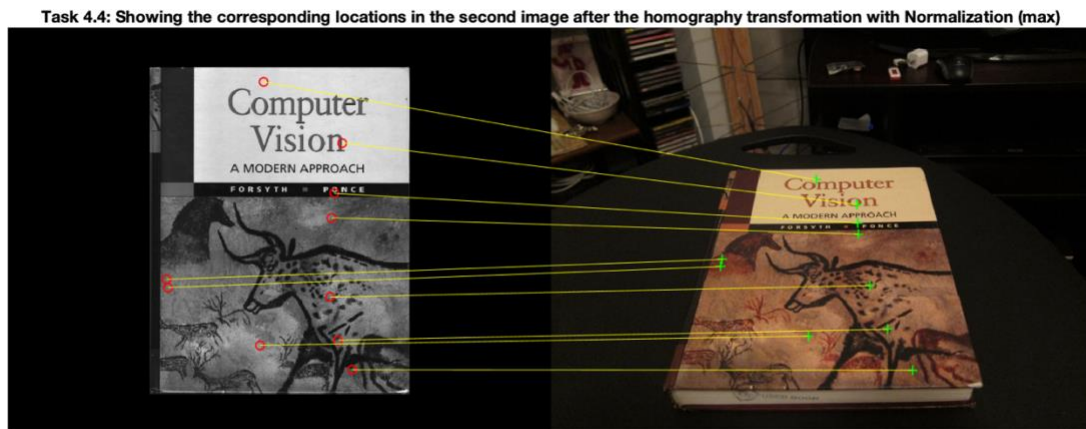 Task 4.4: Showing the corresponding locations in the second image after the homography transformation with Normalization (max)
Computer
Vision
A MODERN APPROACH
FORSYTH PONCE
Computer
Vision
A MODERN APPROACH
FORSYTH PONCE